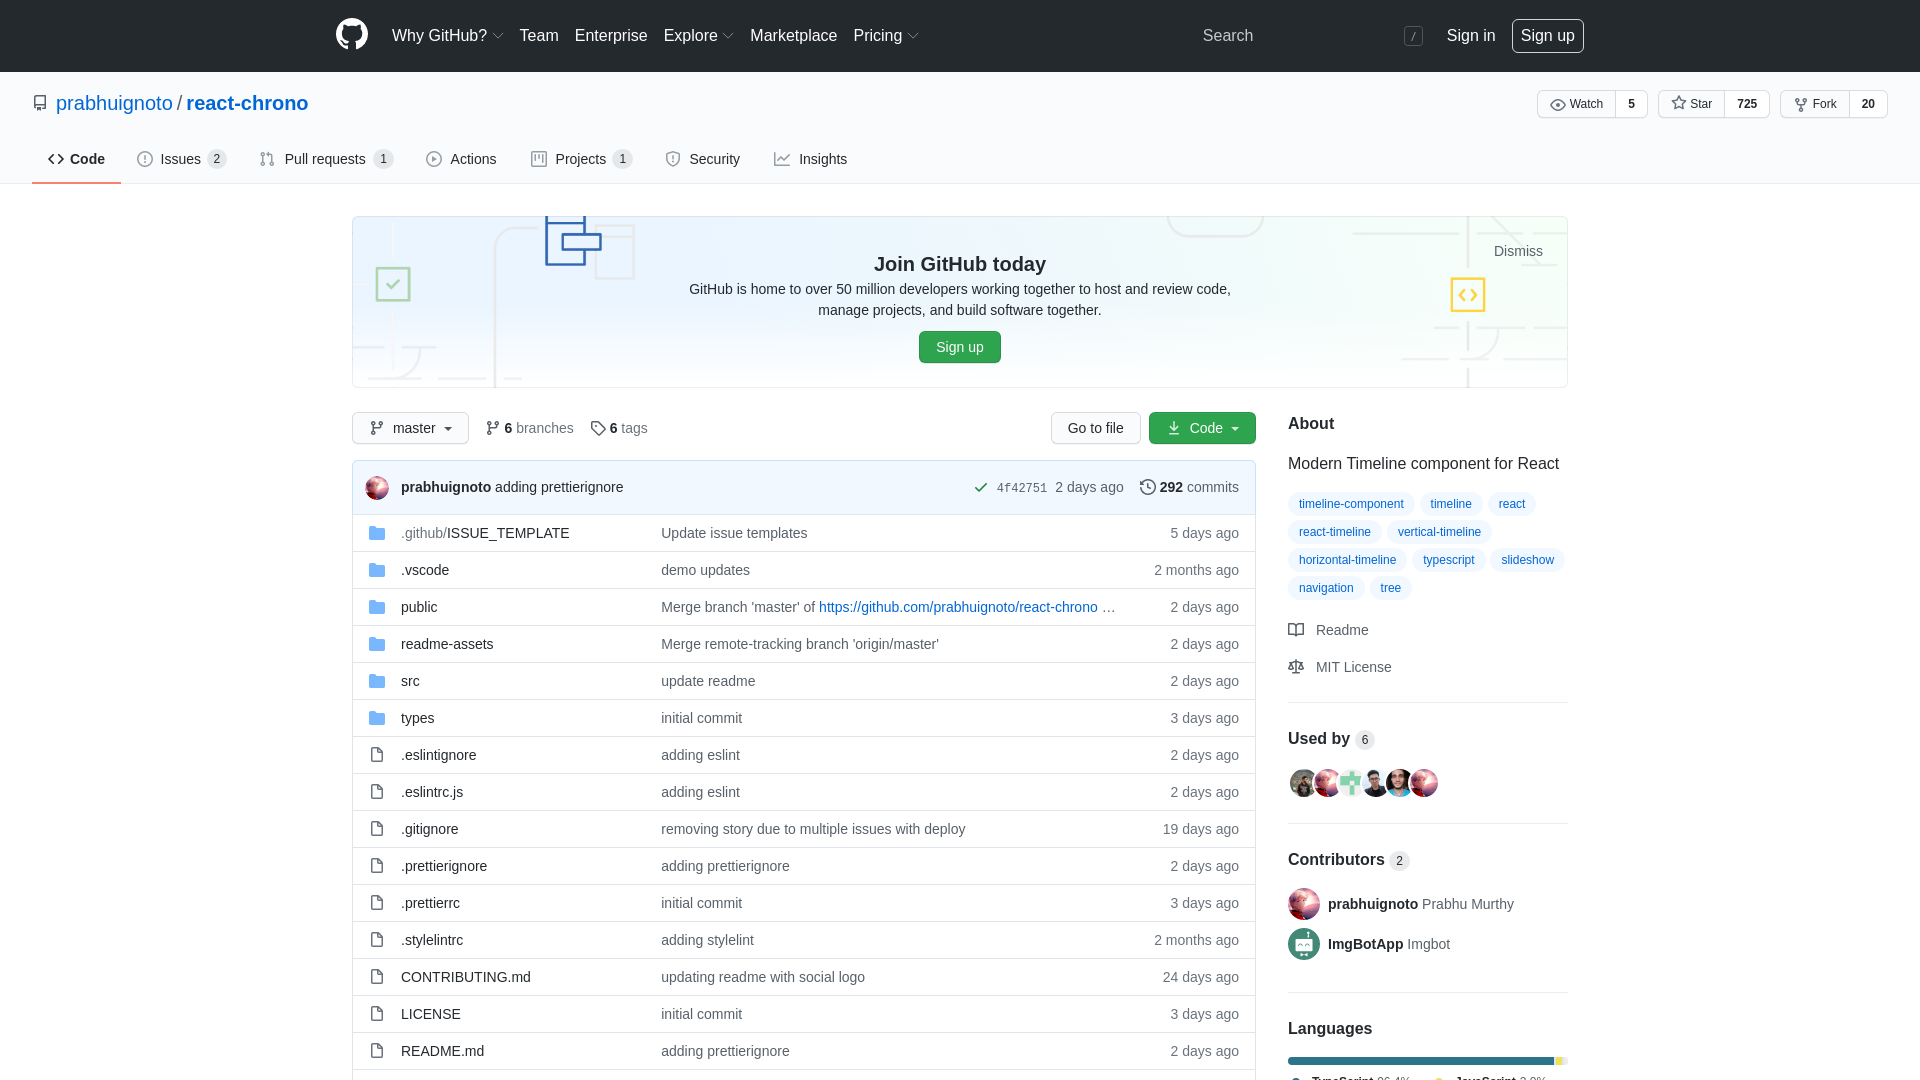 Why GitHub? Team Enterprise Explore Marketplace Pricing Search / Sign in Sign up
prabhuignoto / react-chrono Watch 5 Star 725 Fork 20
Code Issues 2 Pull requests 1 Actions Projects 1 Security Insights
Dismiss
Join GitHub today
GitHub is home to over 50 million developers working together to host and review code,
manage projects, and build software together.
Sign up
master 6 branches 6 tags Go to file Code
prabhuignoto adding prettierignore 4f42751 2 days ago 292 commits
.github/ISSUE_TEMPLATE Update issue templates 5 days ago
.vscode demo updates 2 months ago
public Merge branch 'master' of https://github.com/prabhuignoto/react-chrono … 2 days ago
readme-assets Merge remote-tracking branch 'origin/master' 2 days ago
src update readme 2 days ago
types initial commit 3 days ago
.eslintignore adding eslint 2 days ago
.eslintrc.js adding eslint 2 days ago
.gitignore removing story due to multiple issues with deploy 19 days ago
.prettierignore adding prettierignore 2 days ago
.prettierrc initial commit 3 days ago
.stylelintrc adding stylelint 2 months ago
CONTRIBUTING.md updating readme with social logo 24 days ago
LICENSE initial commit 3 days ago
README.md adding prettierignore 2 days ago
About
Modern Timeline component for React
timeline-component timeline react
react-timeline vertical-timeline
horizontal-timeline typescript slideshow
navigation tree
Readme
MIT License
Used by 6
Contributors 2
prabhuignoto Prabhu Murthy
ImgBotApp Imgbot
Languages
TypeScript JavaScript